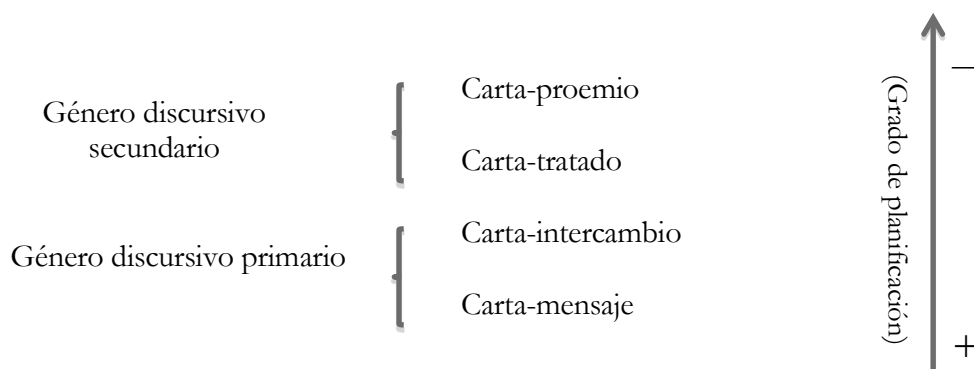 Género discursivo
secundario
Carta-proemio
Carta-tratado
Género discursivo primario
Carta-intercambio
Carta-mensaje
(Grado de planificación)
—
+